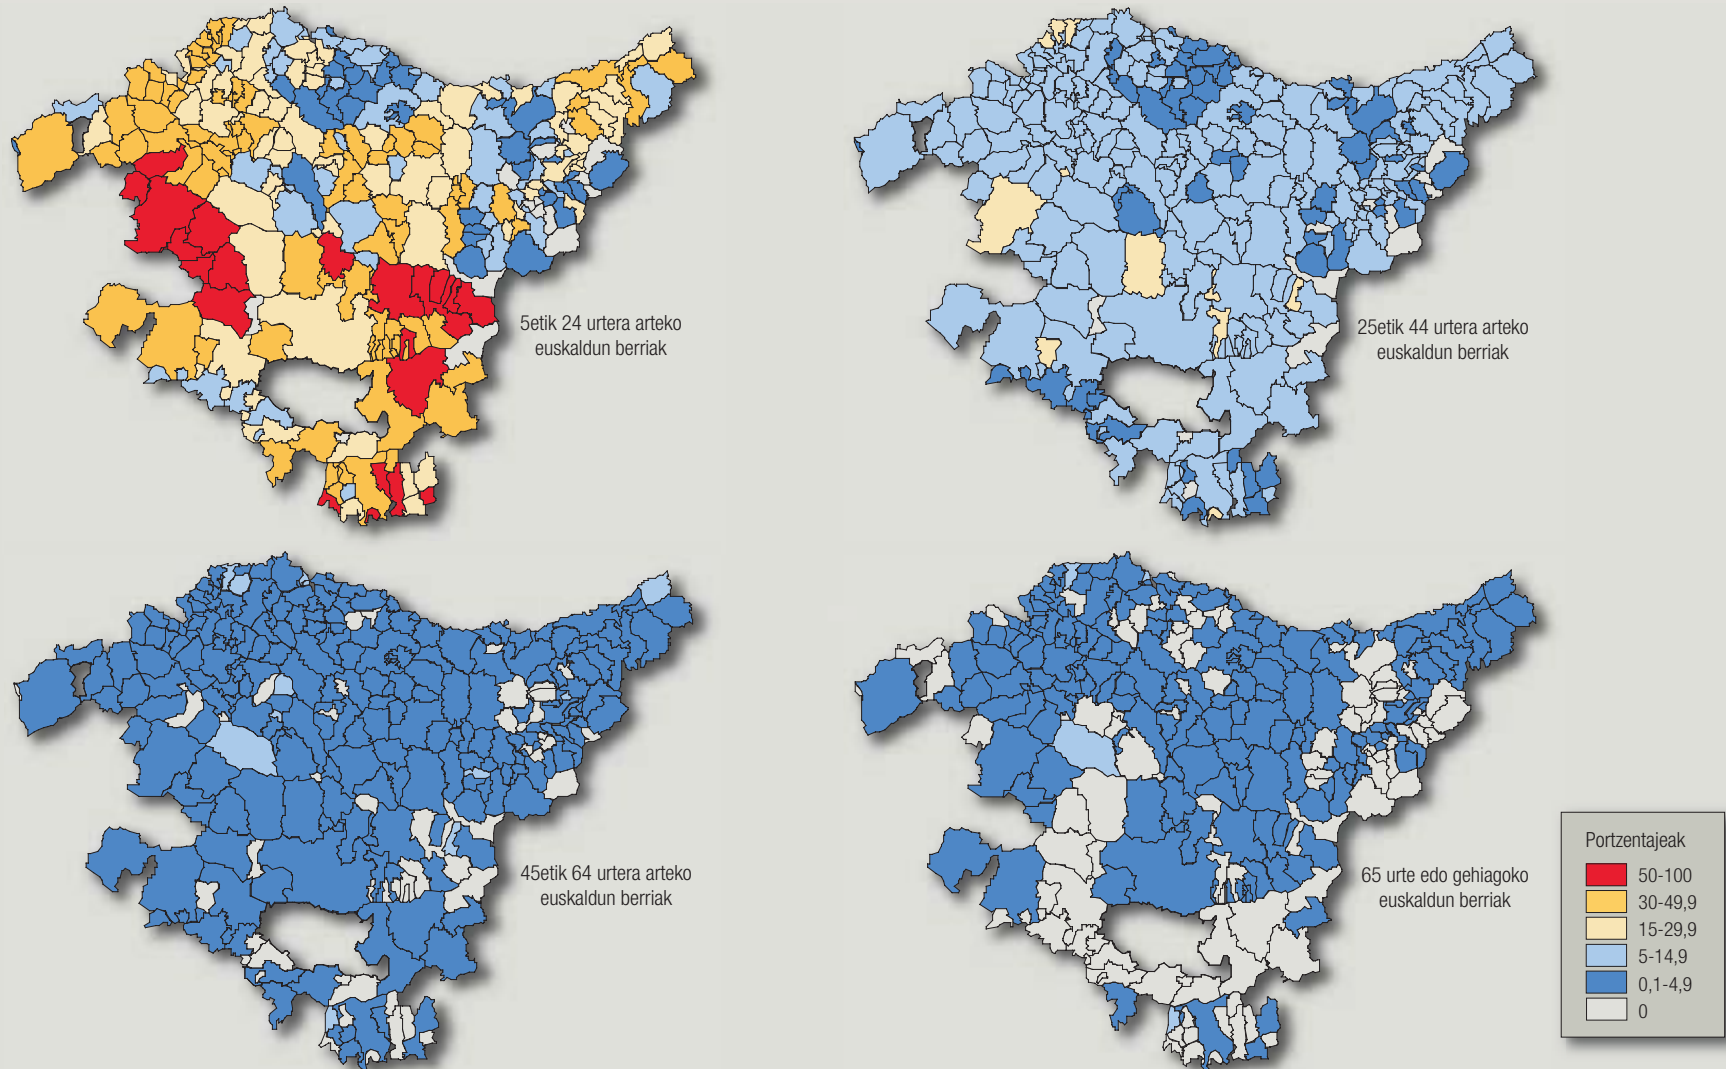 5etik 24 urtera arteko
euskaldun berriak
25etik 44 urtera arteko
euskaldun berriak
45etik 64 urtera arteko
euskaldun berriak
65 urte edo gehiagoko
euskaldun berriak
Portzentajeak
50-100
30-49,9
15-29,9
5-14,9
0,1-4,9
0